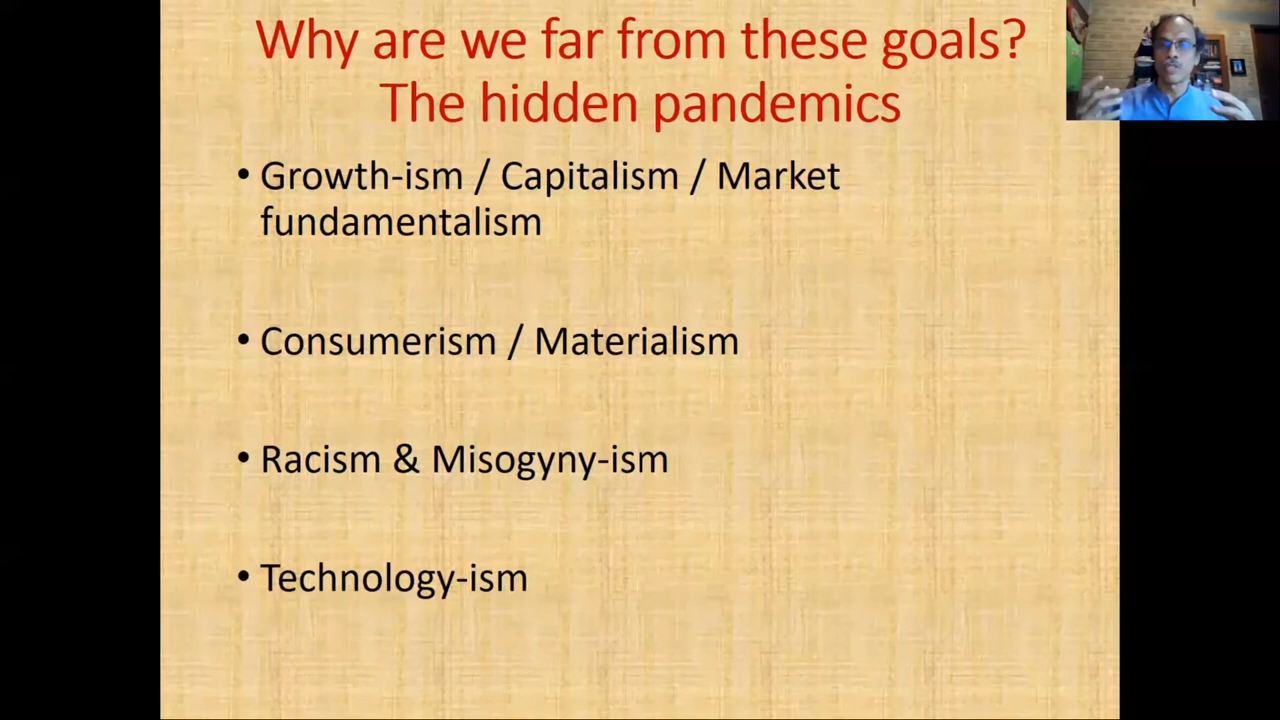 Why are we far from these goals?
The hidden pandemics
• Growth-ism / Capitalism / Market
fundamentalism
• Consumerism / Materialism
• Racism & Misogyny-ism
• Technology-ism